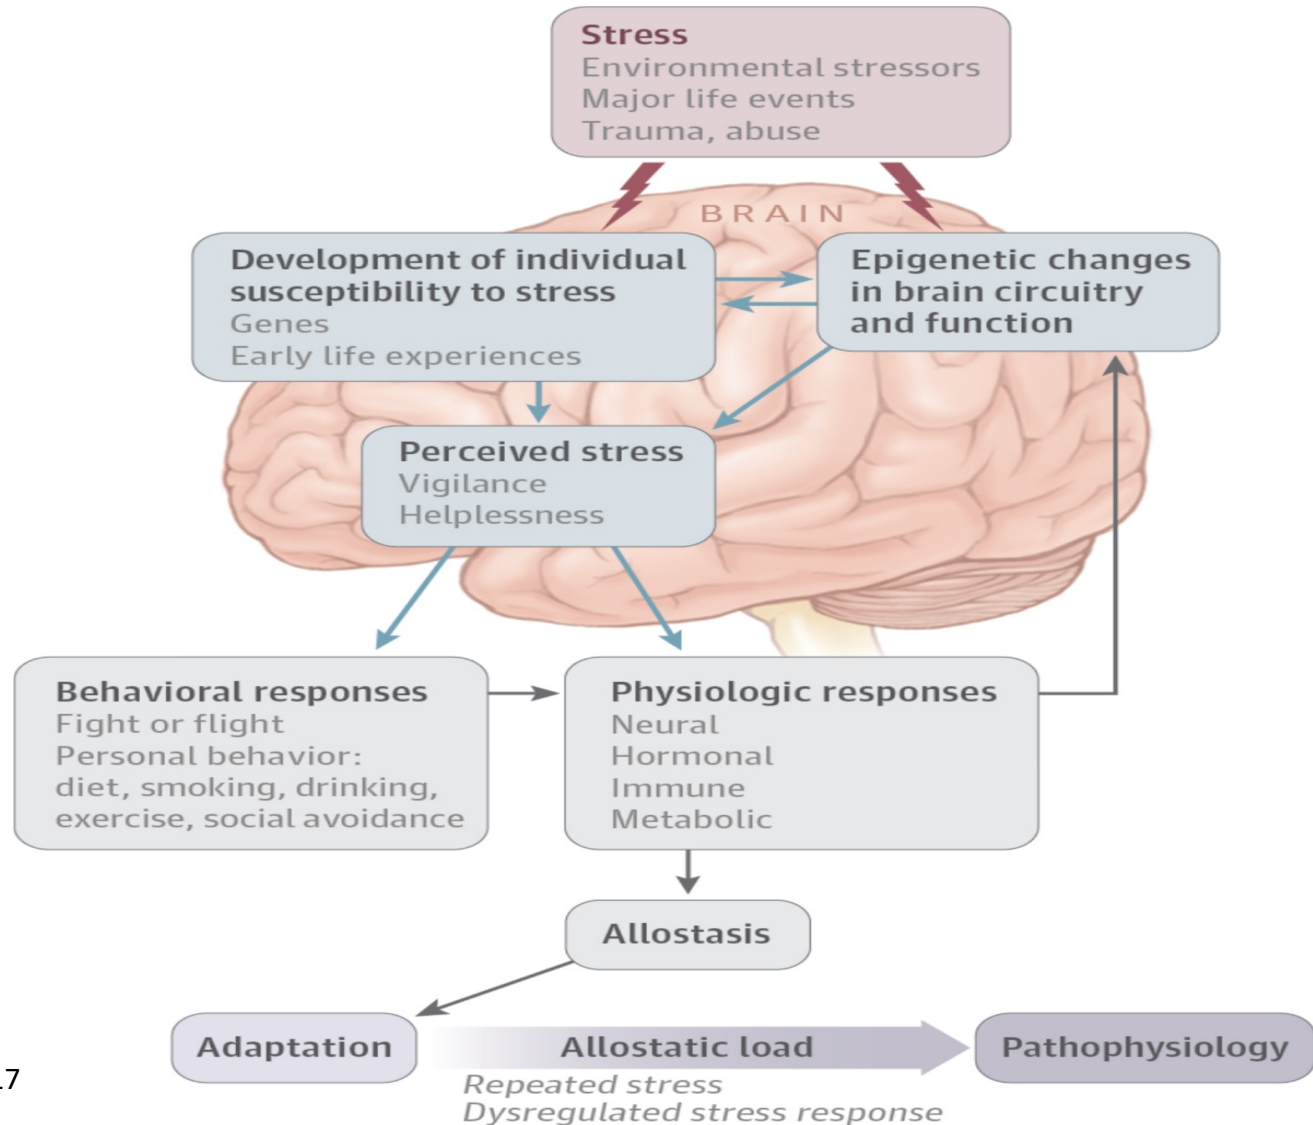 Stress
Environmental stressors
Major life events
Trauma, abuse
BRAIN
Development of individual
susceptibility to stress
Genes
Early life experiences
Epigenetic changes
in brain circuitry
and function
Perceived stress
Vigilance
Helplessness
Behavioral responses
Fight or flight
Personal behavior:
diet, smoking, drinking,
exercise, social avoidance
Physiologic responses
Neural
Hormonal
Immune
Metabolic
Allostasis
Adaptation
Allostatic load
Pathophysiology
Repeated stress
Dysregulated stress response